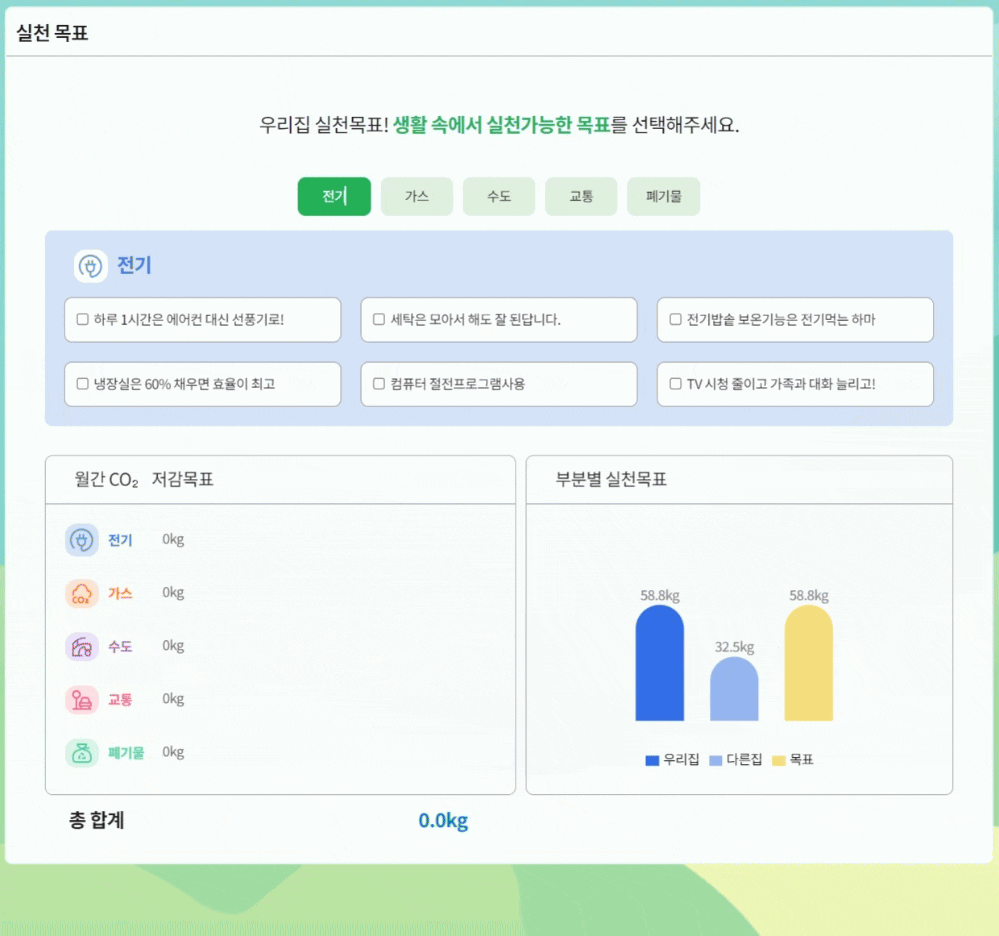 실천 목표
우리집 실천목표! 생활 속에서 실천가능한 목표를 선택해주세요.
전기 가스 수도 교통 폐기물
전기
하루 1시간은 에어컨 대신 선풍기로! 세탁은 모아서 해도 잘 된답니다. 전기밥솥 보온기능은 전기먹는 하마
냉장실은 60% 채우면 효율이 최고 컴퓨터 절전프로그램사용 TV 시청 줄이고 가족과 대화 늘리고!
월간 CO₂ 저감목표
전기 0kg
CO₂ 가스 0kg
수도 0kg
교통 0kg
폐기물 0kg
총 합계 0.0kg
부분별 실천목표
58.8kg 32.5kg 58.8kg
우리집 다른집 목표